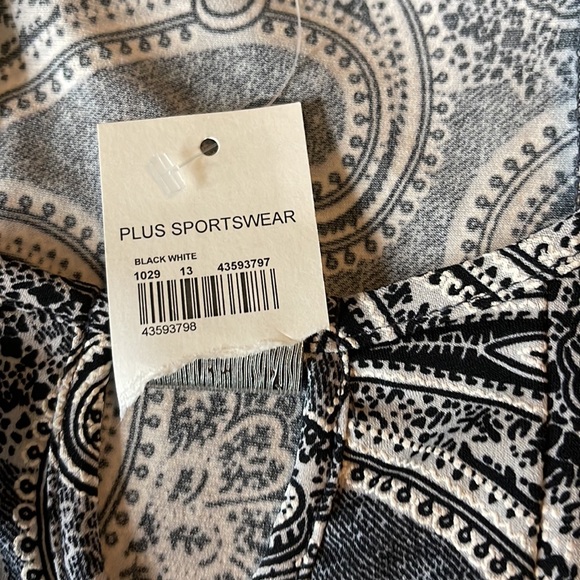 PLUS SPORTSWEAR
BLACK WHITE
1029 13 43593797
43593798